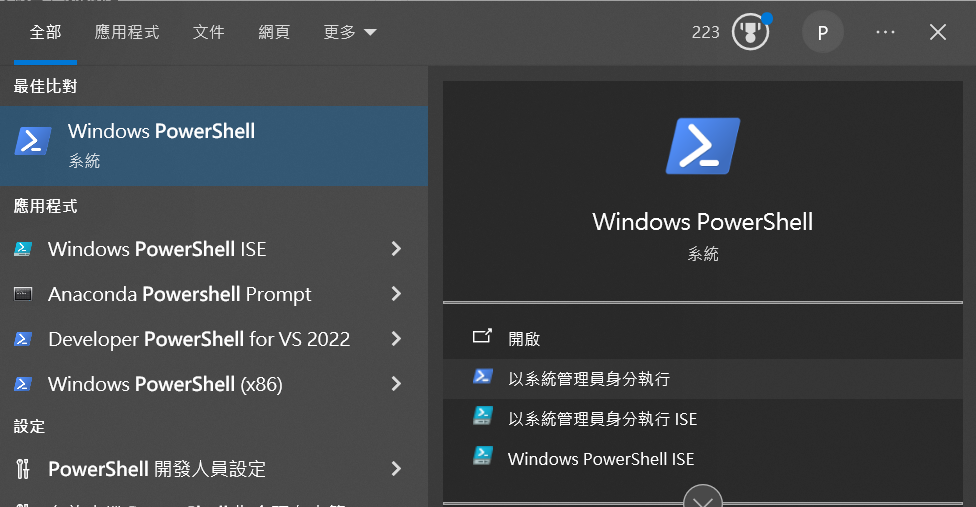 全部 應用程式 文件 網頁 更多 223 P
最佳比對
Windows PowerShell
系統
應用程式
Windows PowerShell ISE
Anaconda Powershell Prompt
Developer PowerShell for VS 2022
Windows PowerShell (x86)
設定
PowerShell 開發人員設定
Windows PowerShell
系統
開啟
以系統管理員身分執行
以系統管理員身分執行 ISE
Windows PowerShell ISE